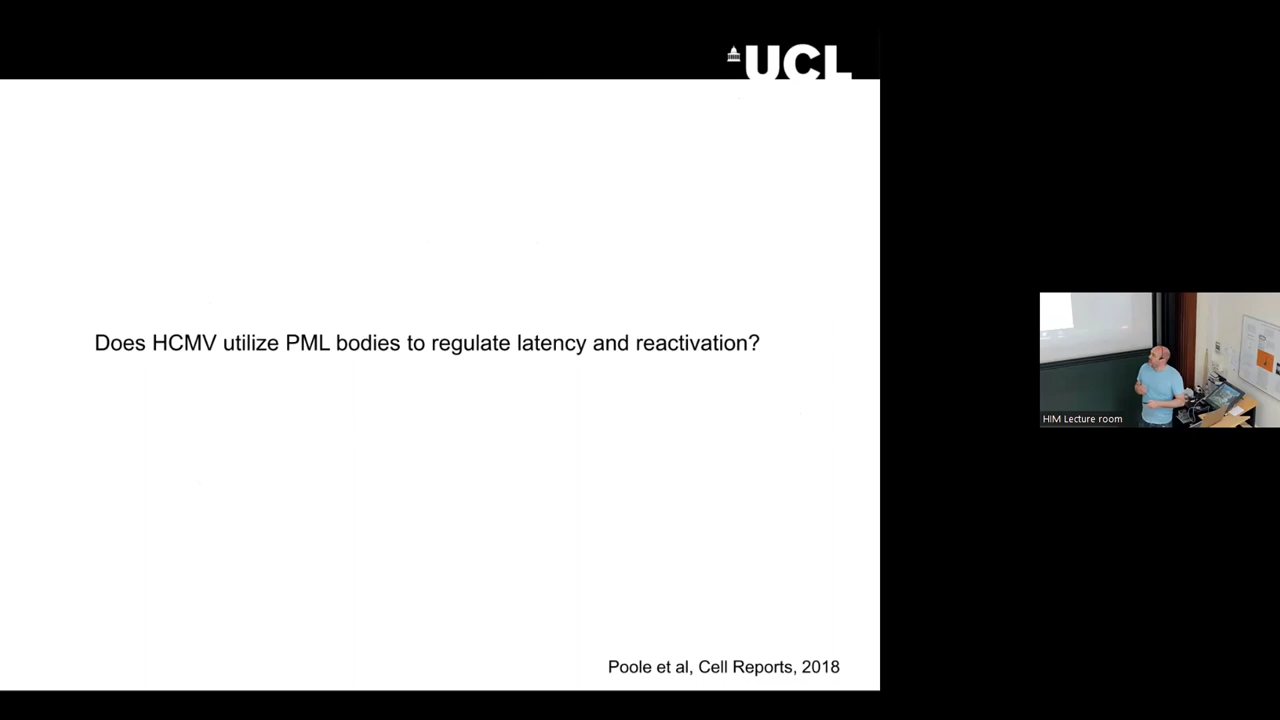 UCL
Does HCMV utilize PML bodies to regulate latency and reactivation?
HIM Lecture room
Poole et al, Cell Reports, 2018